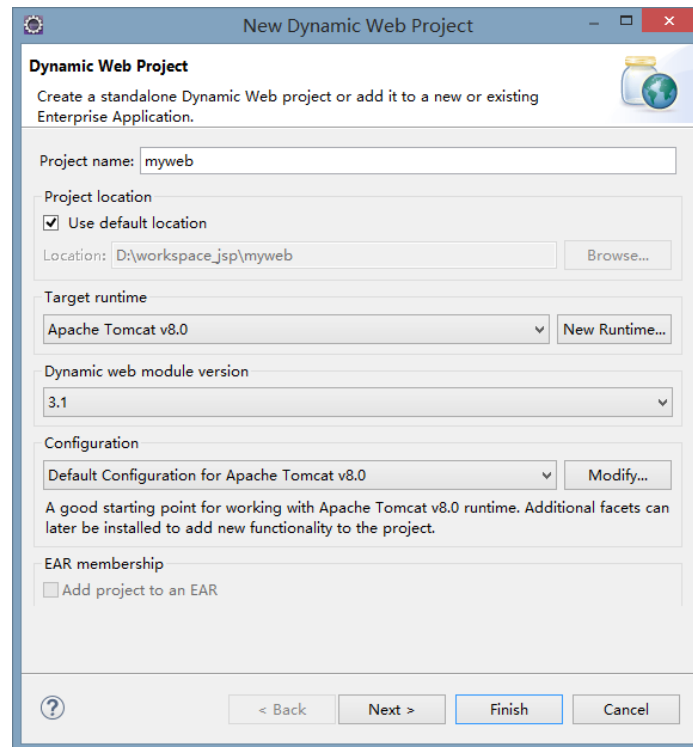 New Dynamic Web Project
Dynamic Web Project
Create a standalone Dynamic Web project or add it to a new or existing
Enterprise Application.
Project name: myweb
Project location
Use default location
Location: D:\workspace_jsp\myweb Browse...
Target runtime
Apache Tomcat v8.0 New Runtime...
Dynamic web module version
3.1
Configuration
Default Configuration for Apache Tomcat v8.0 Modify...
A good starting point for working with Apache Tomcat v8.0 runtime. Additional facets can
later be installed to add new functionality to the project.
EAR membership
Add project to an EAR
? < Back Next > Finish Cancel